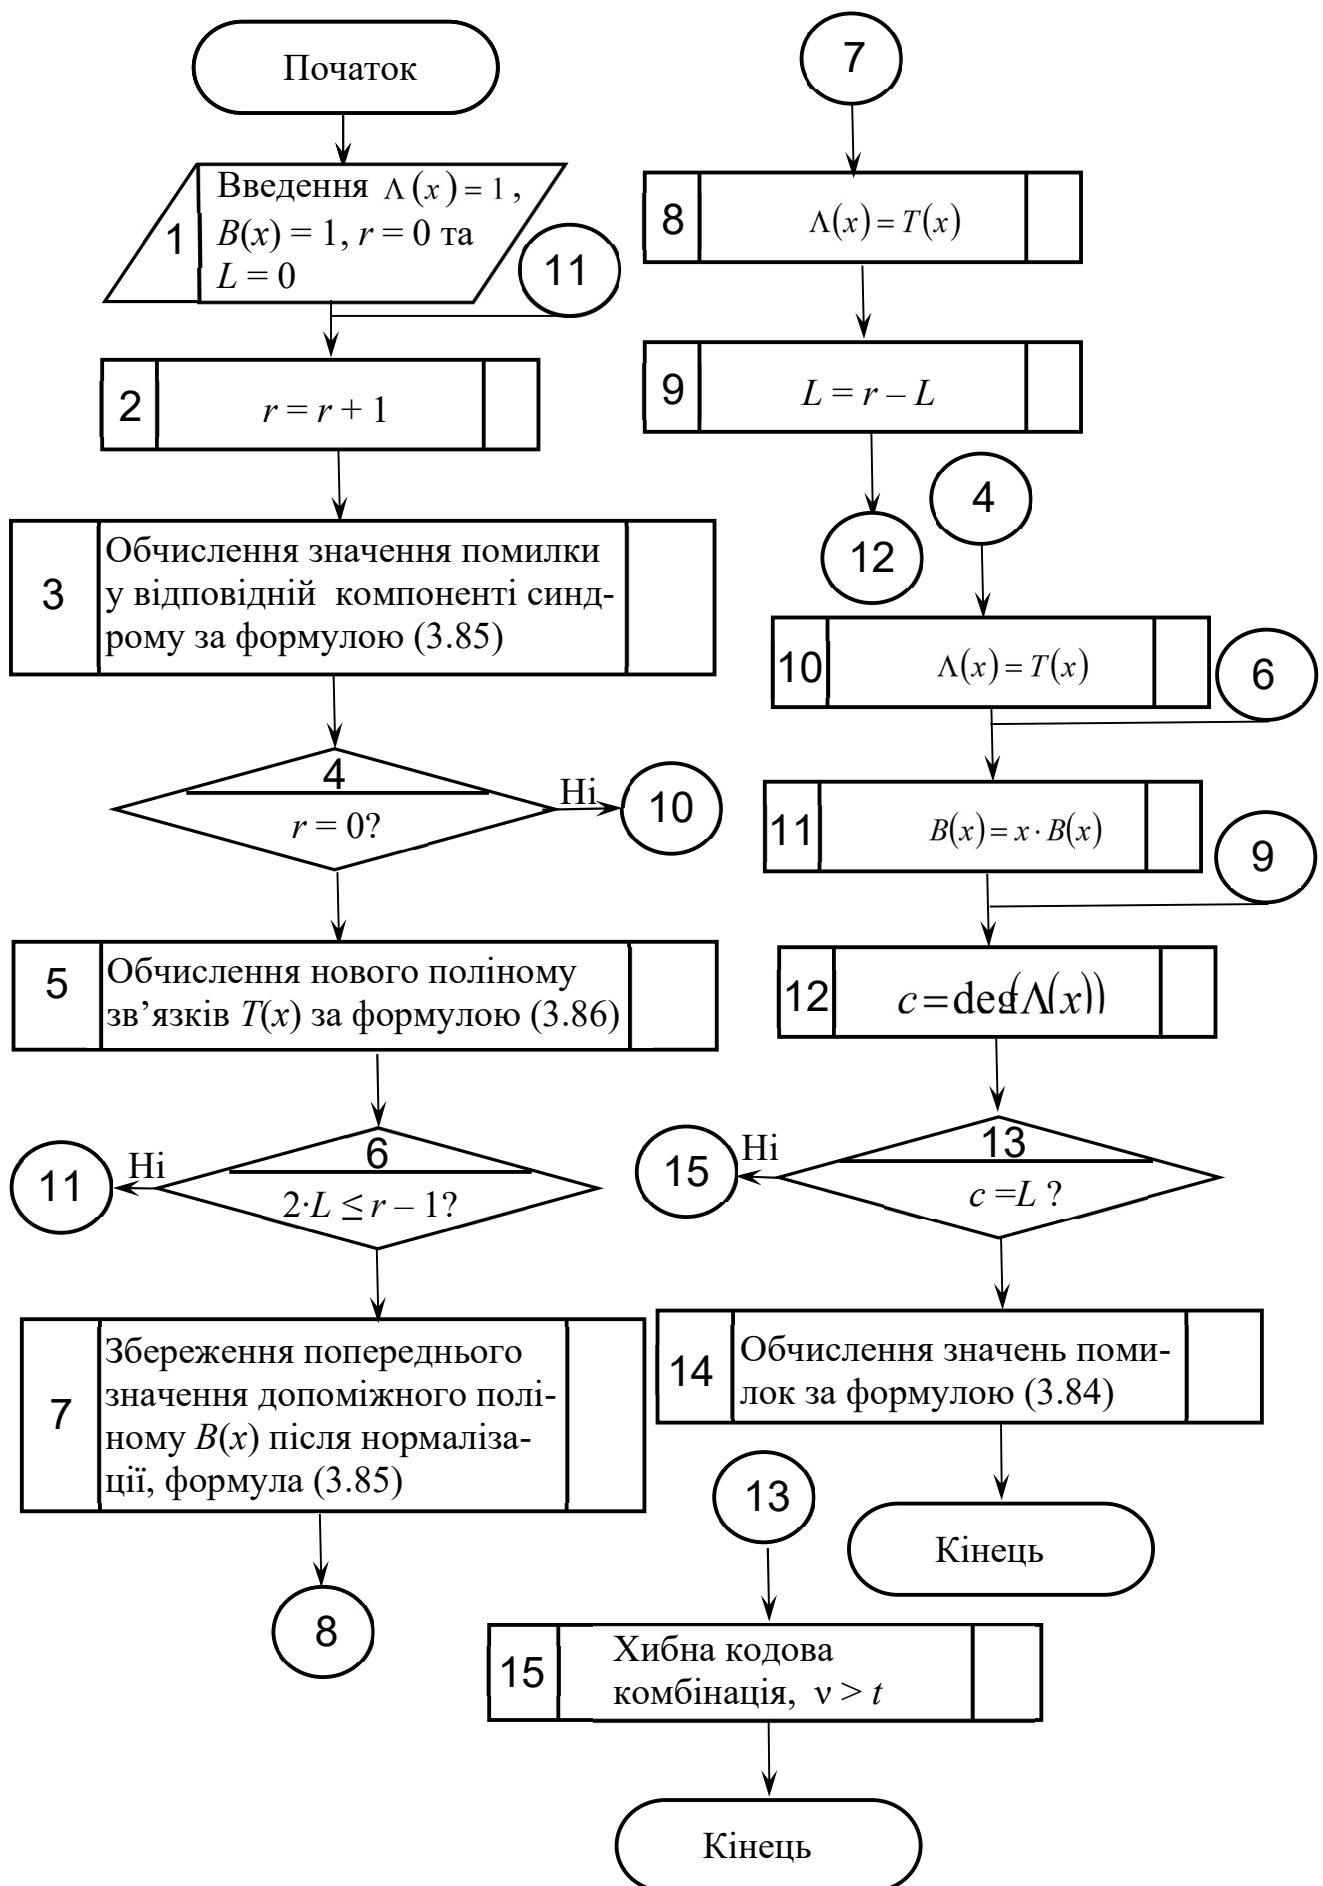 Початок
1
Введення Λ(x) = 1,
B(x) = 1, r = 0 та
L = 0
11
2
r = r + 1
3
Обчислення значення помилки
у відповідній компоненті синд-
рому за формулою (3.85)
4
r = 0?
Ні
10
5
Обчислення нового поліному
зв’язків T(x) за формулою (3.86)
6
2·L ≤ r – 1?
Ні
11
7
Збереження попереднього
значення допоміжного полі-
ному B(x) після нормаліза-
ції, формула (3.85)
8
7
8
Λ(x) = T(x)
9
L = r – L
12
4
10
Λ(x) = T(x)
6
11
B(x) = x · B(x)
9
12
c = deg(Λ(x))
13
c =L ?
Ні
15
14
Обчислення значень поми-
лок за формулою (3.84)
Кінець
13
15
Хибна кодова
комбінація, ν > t
Кінець